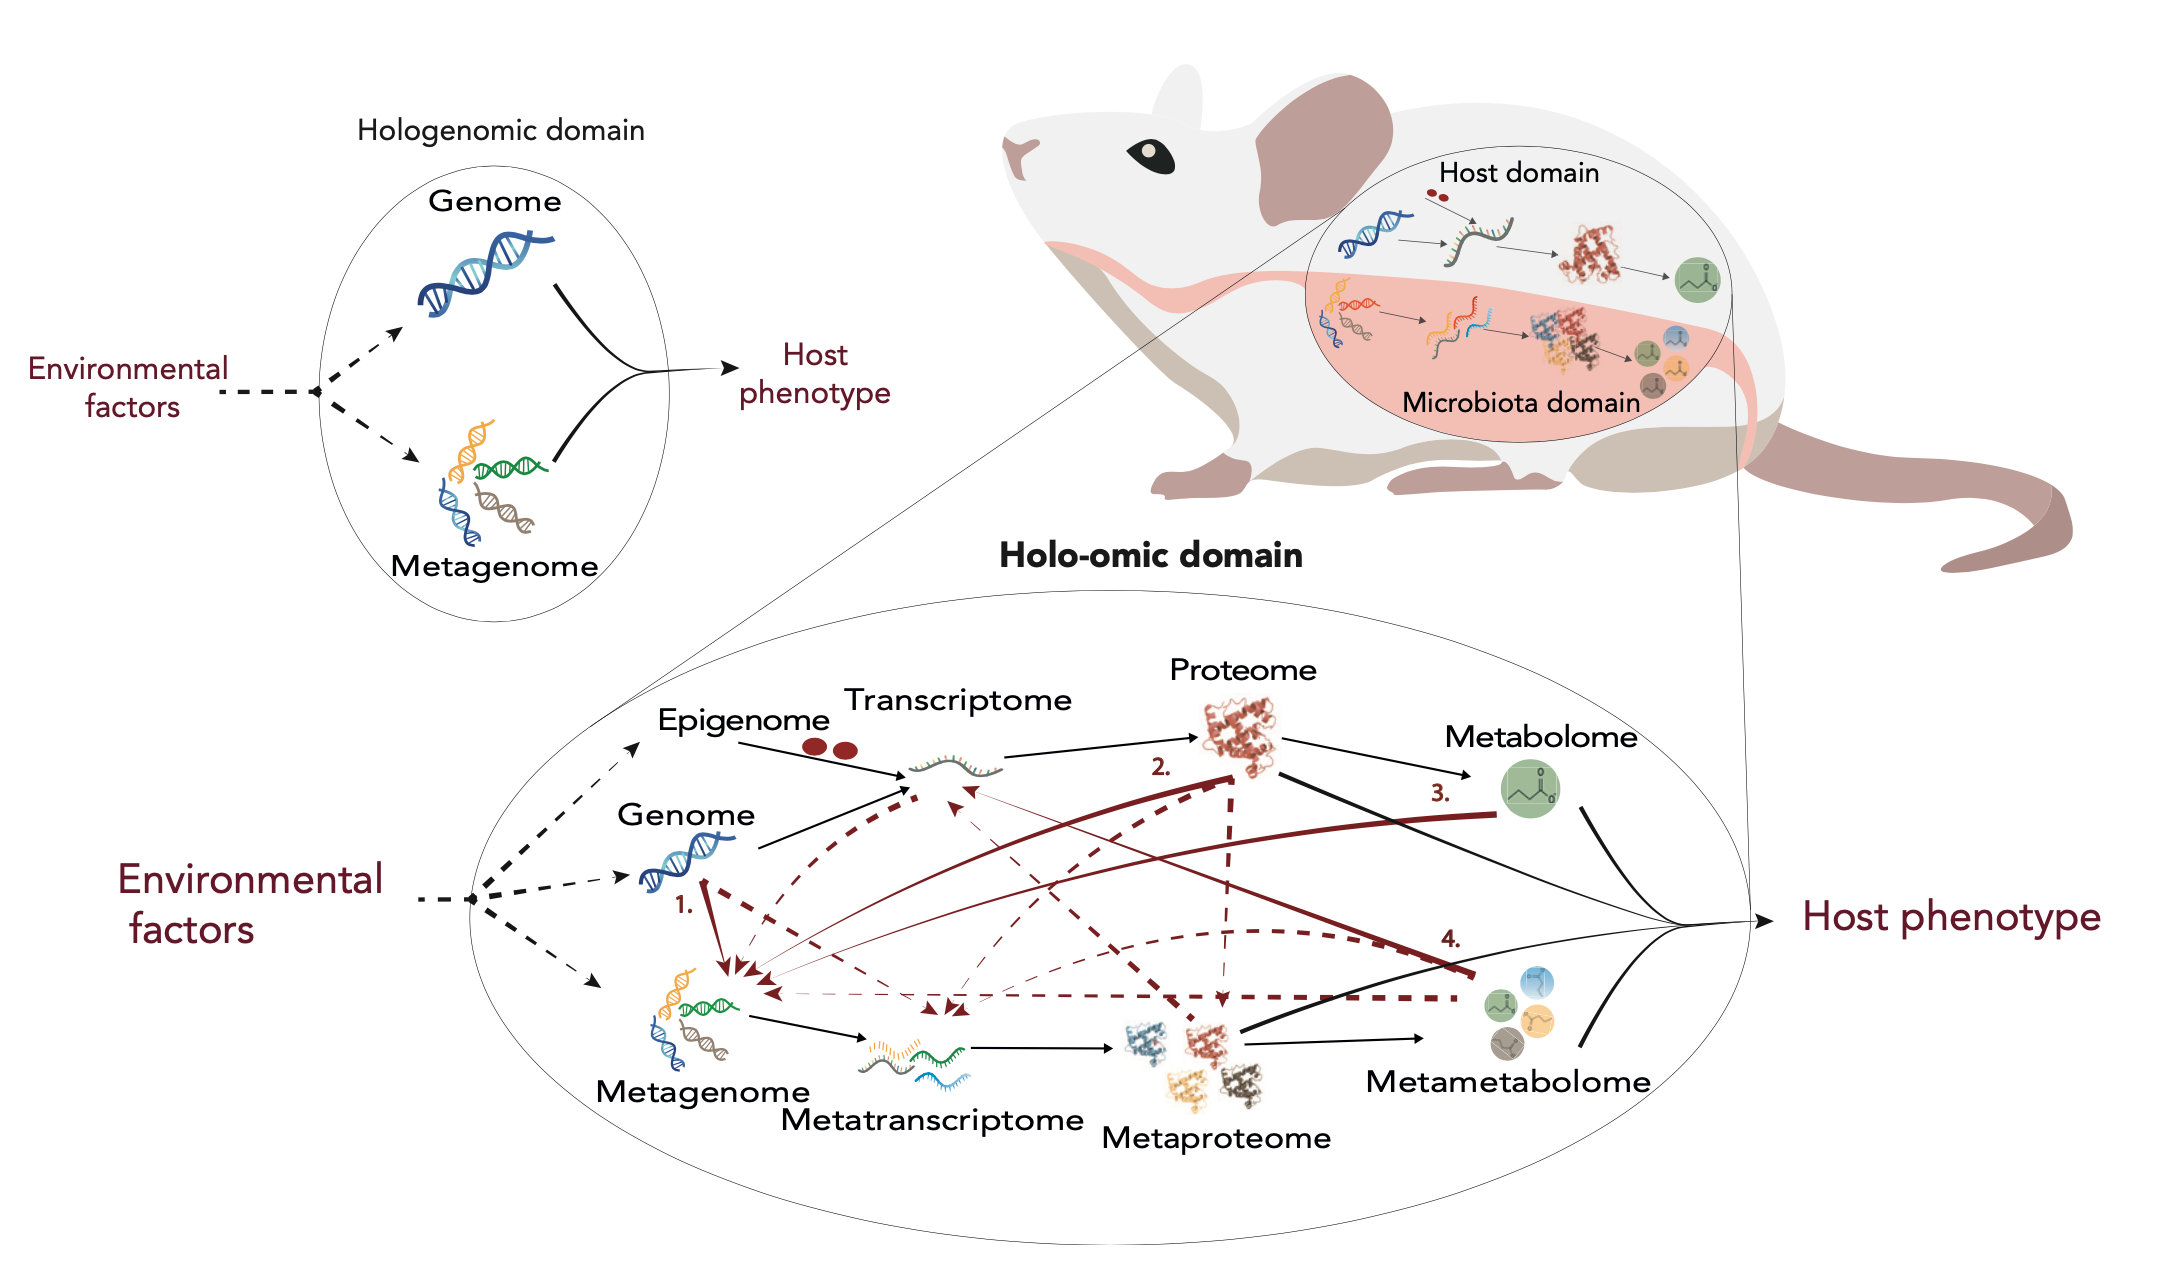 Hologenomic domain
Genome
Environmental
factors
Host
phenotype
Metagenome
Host domain
Microbiota domain
Holo-omic domain
Proteome
Transcriptome
Epigenome
Metabolome
2.
3.
Genome
1.
Environmental
factors
4.
Host phenotype
Metametabolome
Metagenome
Metatranscriptome
Metaproteome